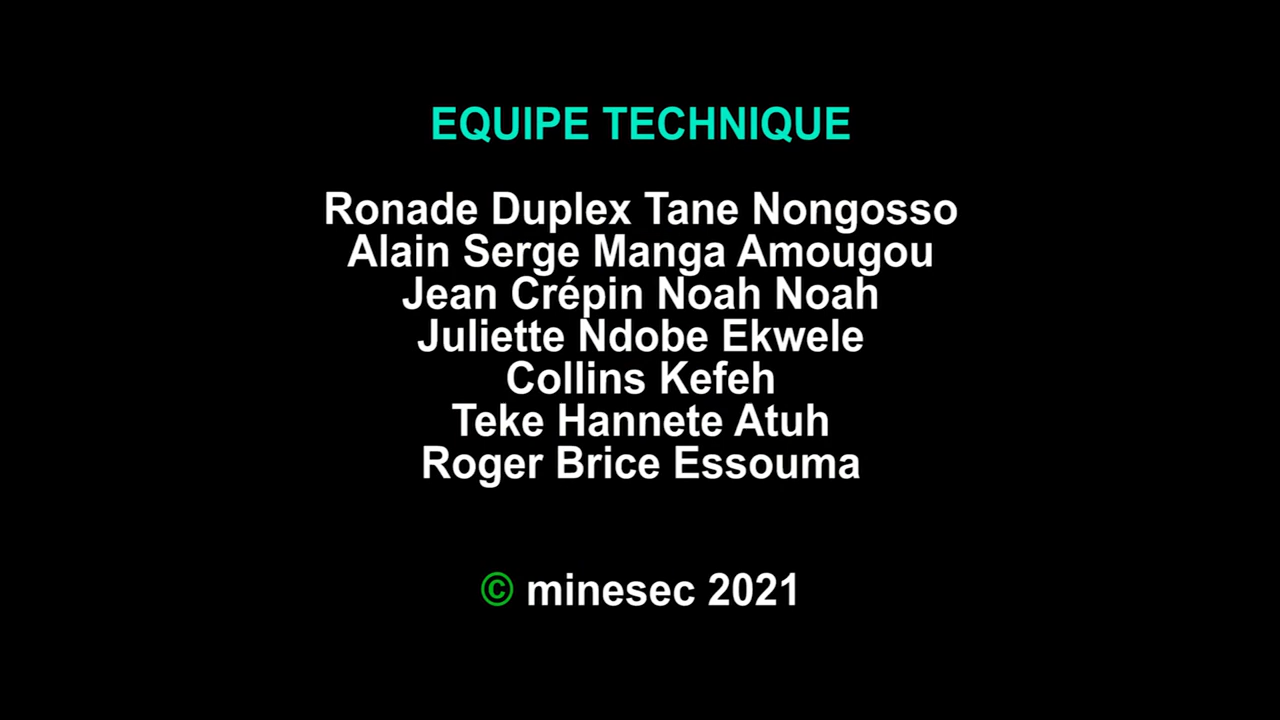 EQUIPE TECHNIQUE
Ronade Duplex Tane Nongosso
Alain Serge Manga Amougou
Jean Crépin Noah Noah
Juliette Ndobe Ekwele
Collins Kefeh
Teke Hannete Atuh
Roger Brice Essouma
© minesec 2021